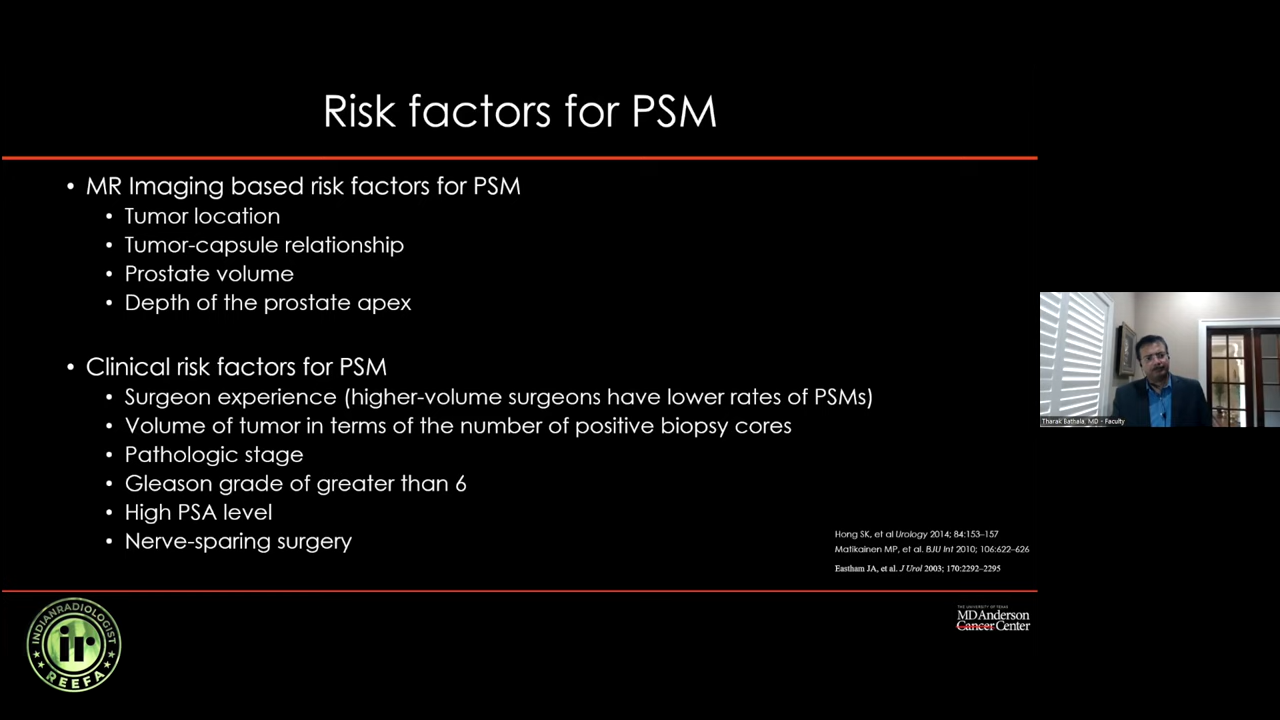 Risk factors for PSM
• MR Imaging based risk factors for PSM
• Tumor location
• Tumor-capsule relationship
• Prostate volume
• Depth of the prostate apex
• Clinical risk factors for PSM
• Surgeon experience (higher-volume surgeons have lower rates of PSMs)
• Volume of tumor in terms of the number of positive biopsy cores
• Pathologic stage
• Gleason grade of greater than 6
• High PSA level
• Nerve-sparing surgery
Hong SK, et al Urology 2014; 84:153–157
Matikainen MP, et al. BJU Int 2010; 106:622–626
Eastham JA, et al. J Urol 2003; 170:2292–2295
Tharak Bathala, MD - Faculty
INDIANRADIOLOGIST
ir
REEFA
THE UNIVERSITY OF TEXAS
MD Anderson
Cancer Center